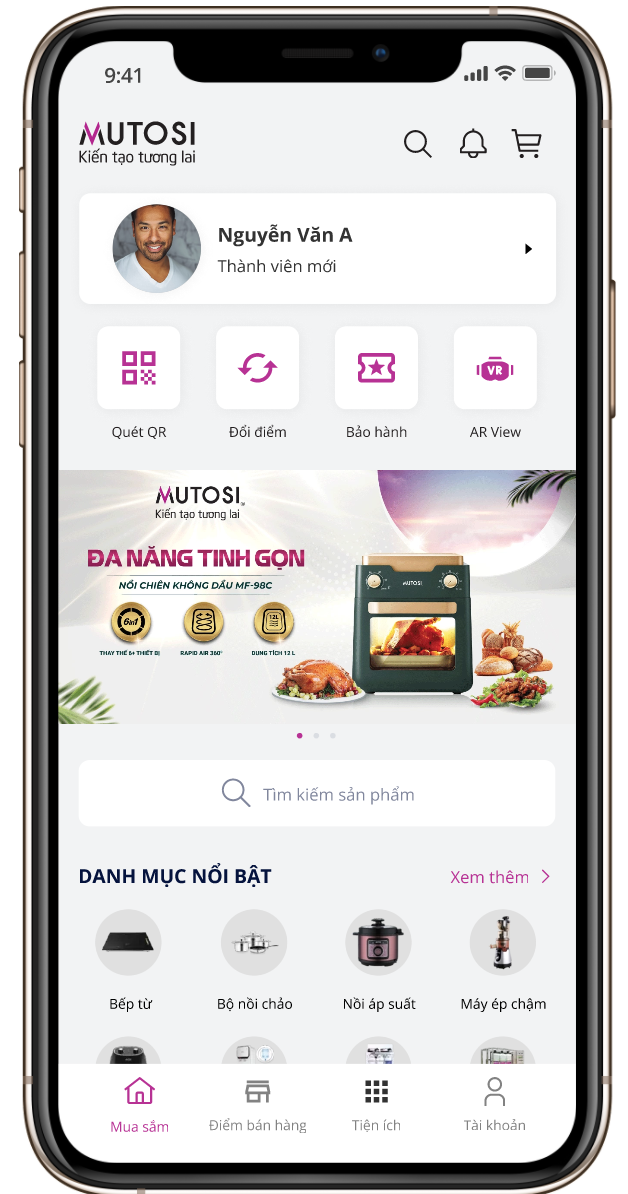 9:41
MUTOSI
Kiến tạo tương lai
Nguyễn Văn A
Thành viên mới
VR
Quét QR
Đổi điểm
Bảo hành
AR View
MUTOSI
Kiến tạo tương lai
ĐA NĂNG TINH GỌN
NỒI CHIÊN KHÔNG DẦU MF-98C
6in1
12L
THAY THẾ 6+ THIẾT BỊ
RAPID AIR 360°
DUNG TÍCH 12 L
MUTOSI
Tìm kiếm sản phẩm
DANH MỤC NỔI BẬT
Xem thêm
Bếp từ
Bộ nồi chảo
Nồi áp suất
Máy ép chậm
Mua sắm
Điểm bán hàng
Tiện ích
Tài khoản